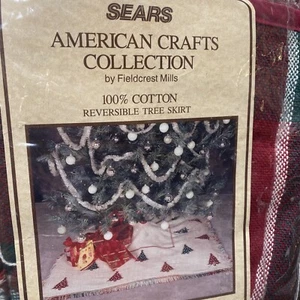 SEARS
AMERICAN CRAFTS
COLLECTION
by Fieldcrest Mills
100% COTTON
REVERSIBLE TREE SKIRT